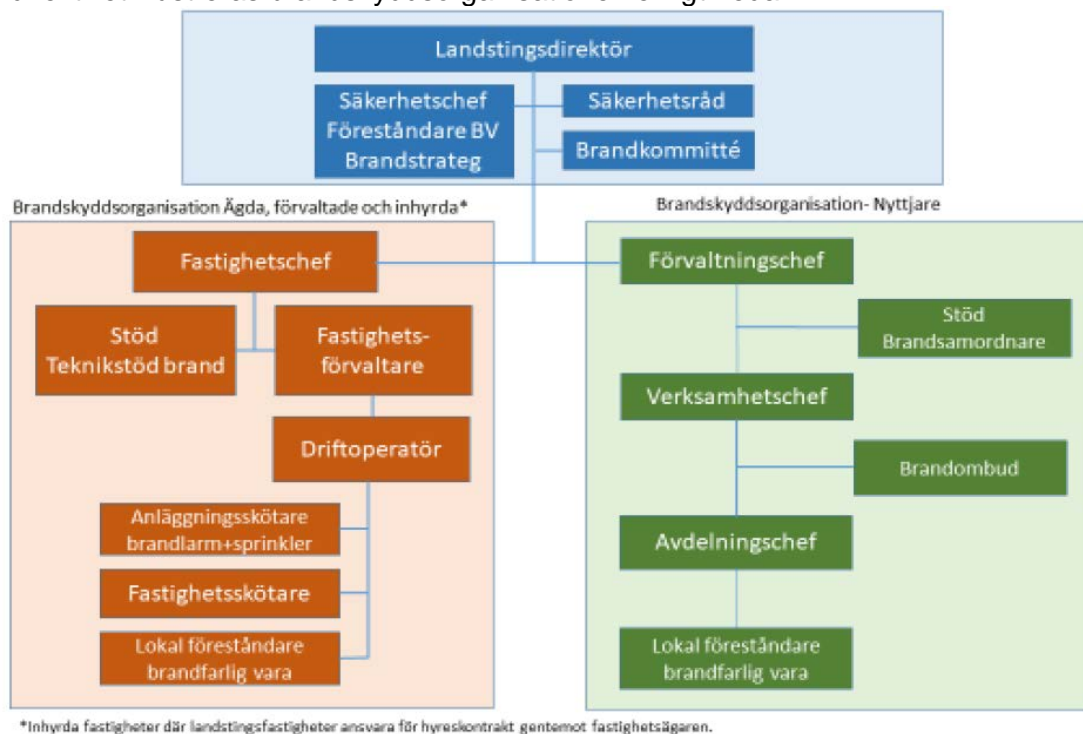 Landstingsdirektör
Säkerhetschef
Föreståndare BV
Brandstrateg
Säkerhetsråd
Brandkommitté
Brandskyddsorganisation Ägda, förvaltade och inhyrda*
Fastighetschef
Stöd
Teknikstöd brand
Fastighets-
förvaltare
Driftoperatör
Anläggningsskötare
brandlarm+sprinkler
Fastighetsskötare
Lokal föreståndare
brandfarlig vara
Brandskyddsorganisation- Nyttjare
Förvaltningschef
Stöd
Brandsamordnare
Verksamhetschef
Brandombud
Avdelningschef
Lokal föreståndare
brandfarlig vara
*Inhyrda fastigheter där landstingsfastigheter ansvara för hyreskontrakt gentemot fastighetsägaren.